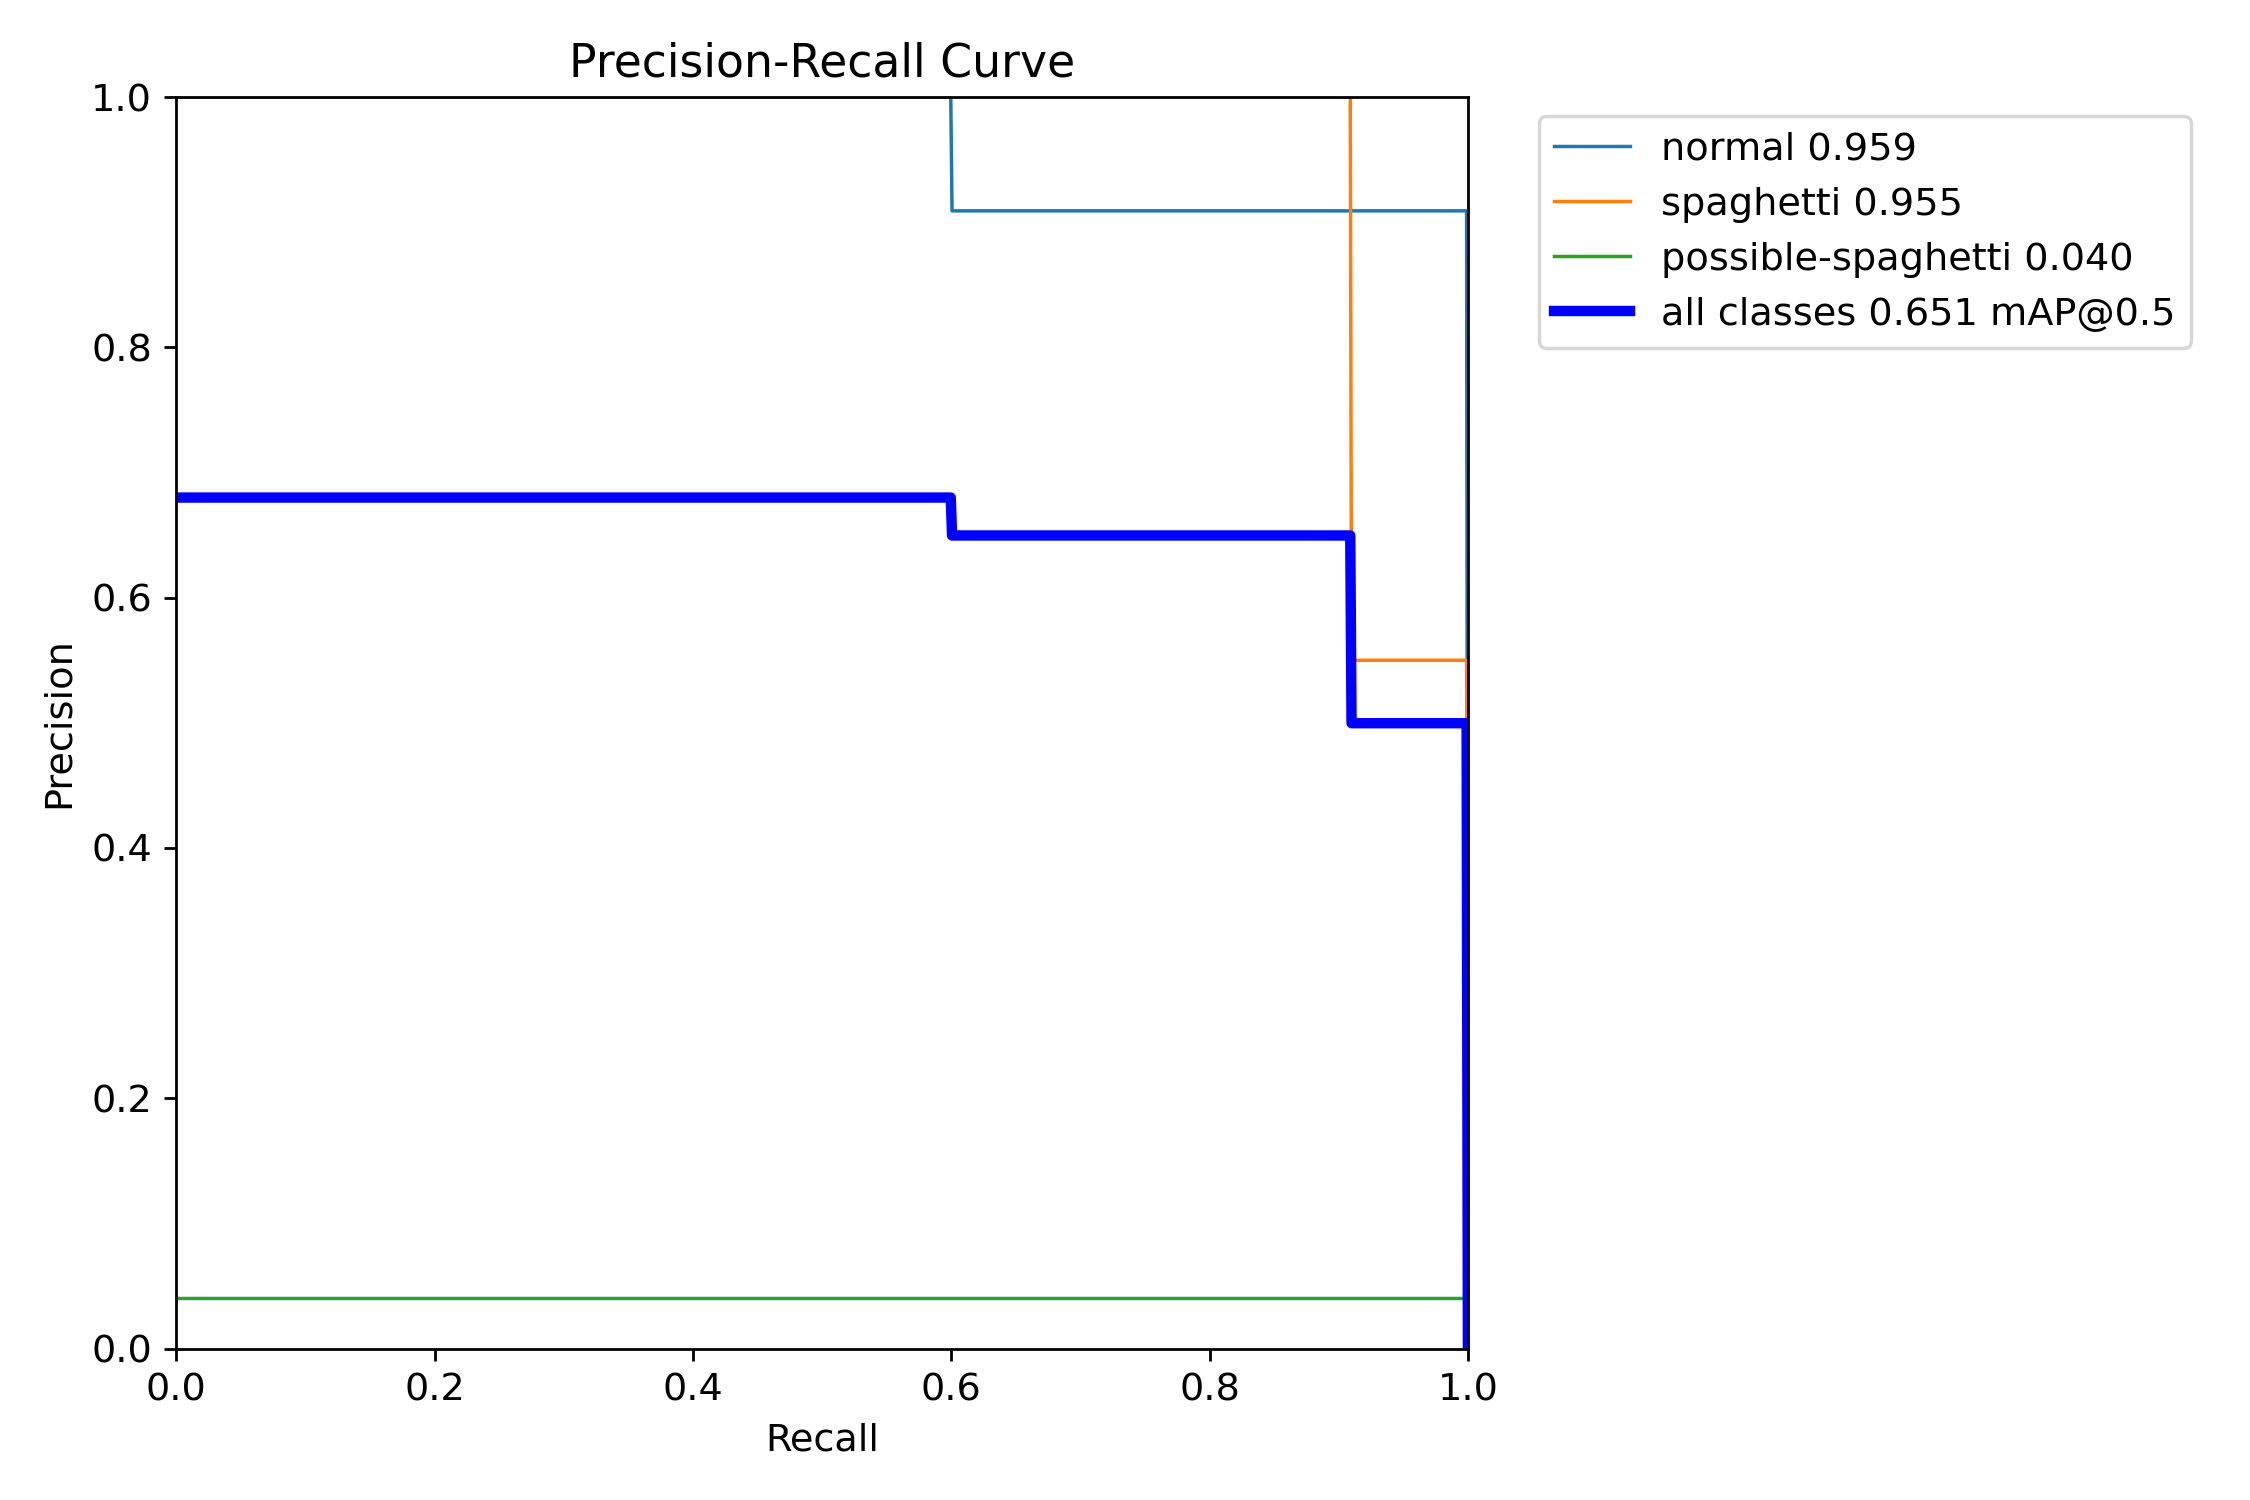 Precision-Recall Curve
1.0
0.8
0.6
0.4
0.2
0.0
Precision
0.0 0.2 0.4 0.6 0.8 1.0
Recall
normal 0.959
spaghetti 0.955
possible-spaghetti 0.040
all classes 0.651 mAP@0.5